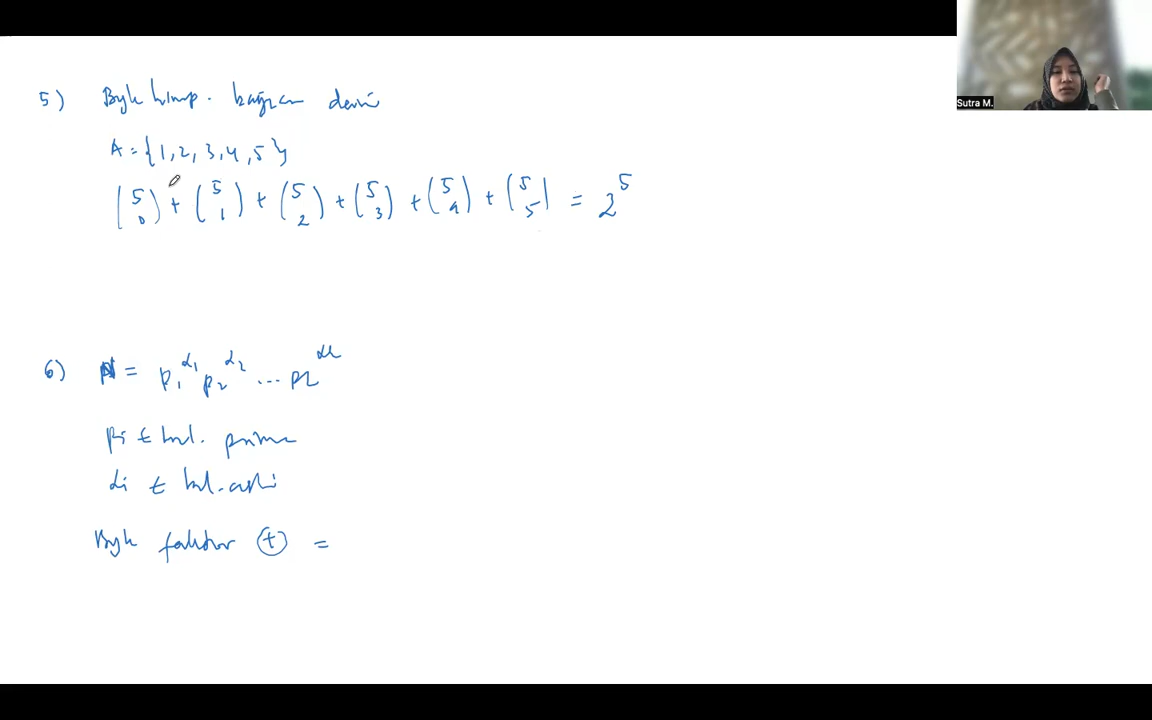 5) Byk himp. bagian dari
A = {1, 2, 3, 4, 5}
(5 0) + (5 1) + (5 2) + (5 3) + (5 4) + (5 5) = 2^5
6) N = p₁^α₁ p₂^α₂ ... pₖ^αₖ
pᵢ ∈ bil. prima
αᵢ ∈ bil. asli
Byk faktor (+) =
Sutra M.